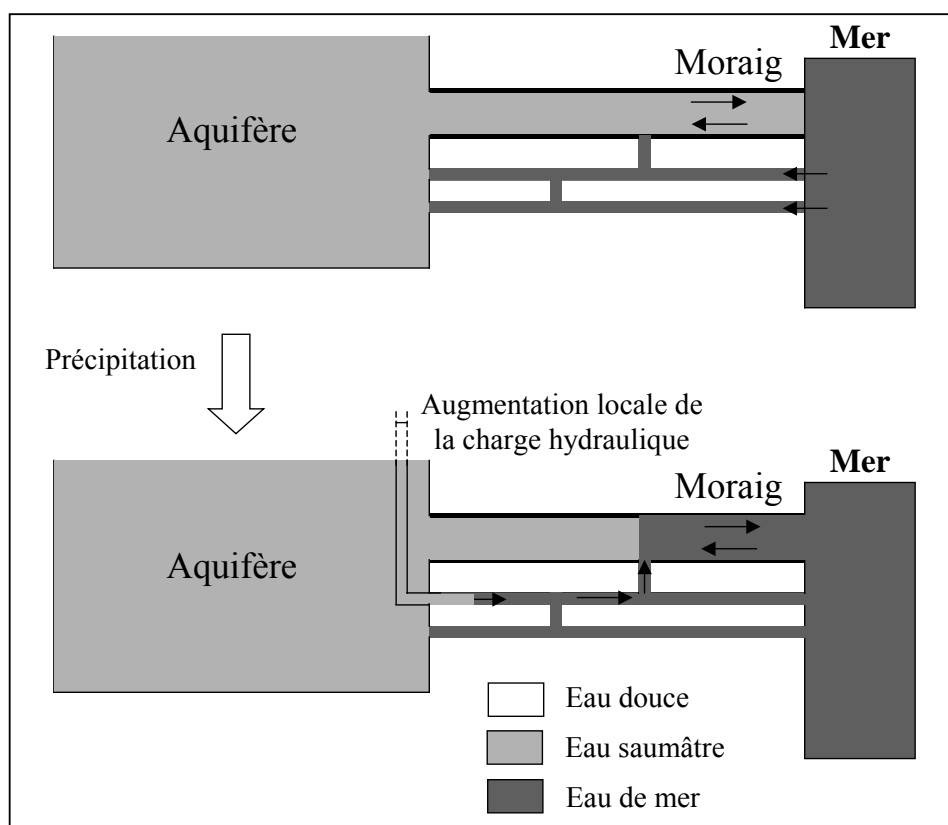 Mer
Moraig
Aquifère
Précipitation
Augmentation locale de
la charge hydraulique
Mer
Moraig
Aquifère
Eau douce
Eau saumâtre
Eau de mer